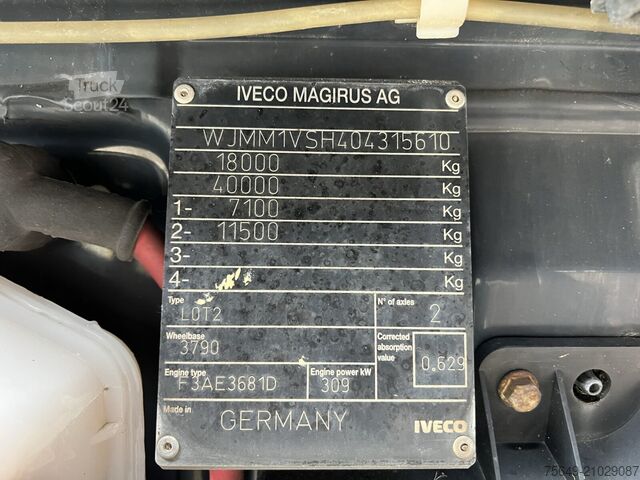 Truck
Scout24
IVECO MAGIRUS AG
WJMM1VSH404315610
18000 Kg
40000 Kg
1- 7100 Kg
2- 11500 Kg
3- Kg
4- Kg
Type N° of axles
LOT2 2
Wheelbase Corrected absorption value
3790 0.629
Engine type Engine power kW
F3AE3681D 309
Made in
GERMANY IVECO
75649-21029087